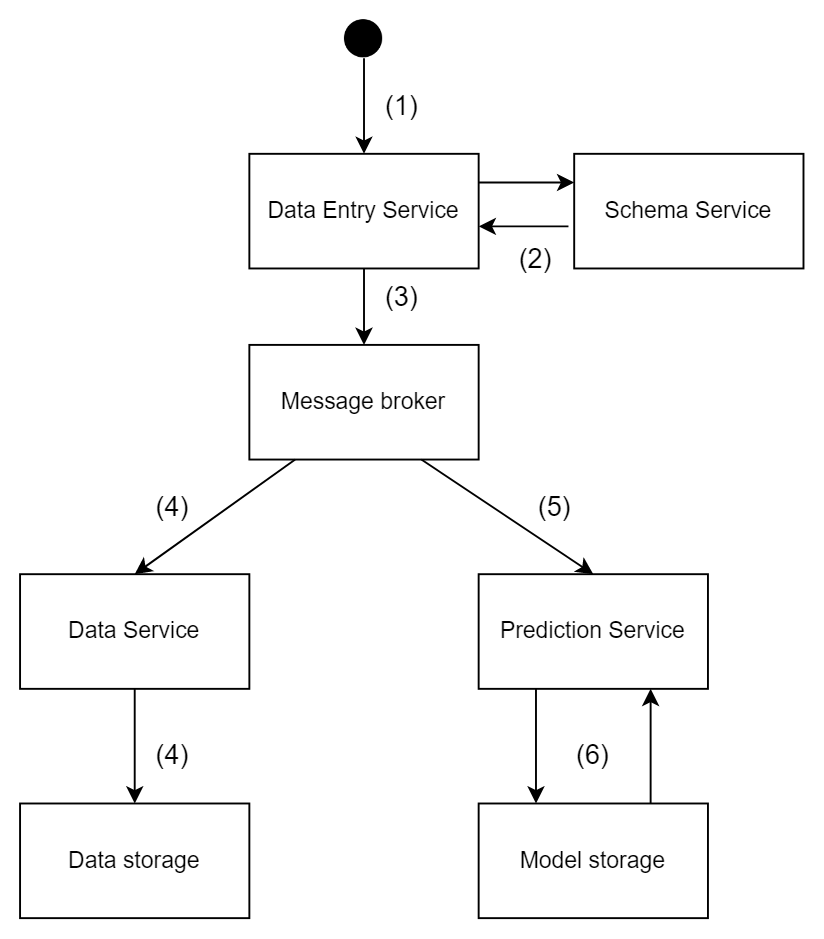 (1)
Data Entry Service
Schema Service
(2)
(3)
Message broker
(4)
(5)
Data Service
Prediction Service
(4)
(6)
Data storage
Model storage